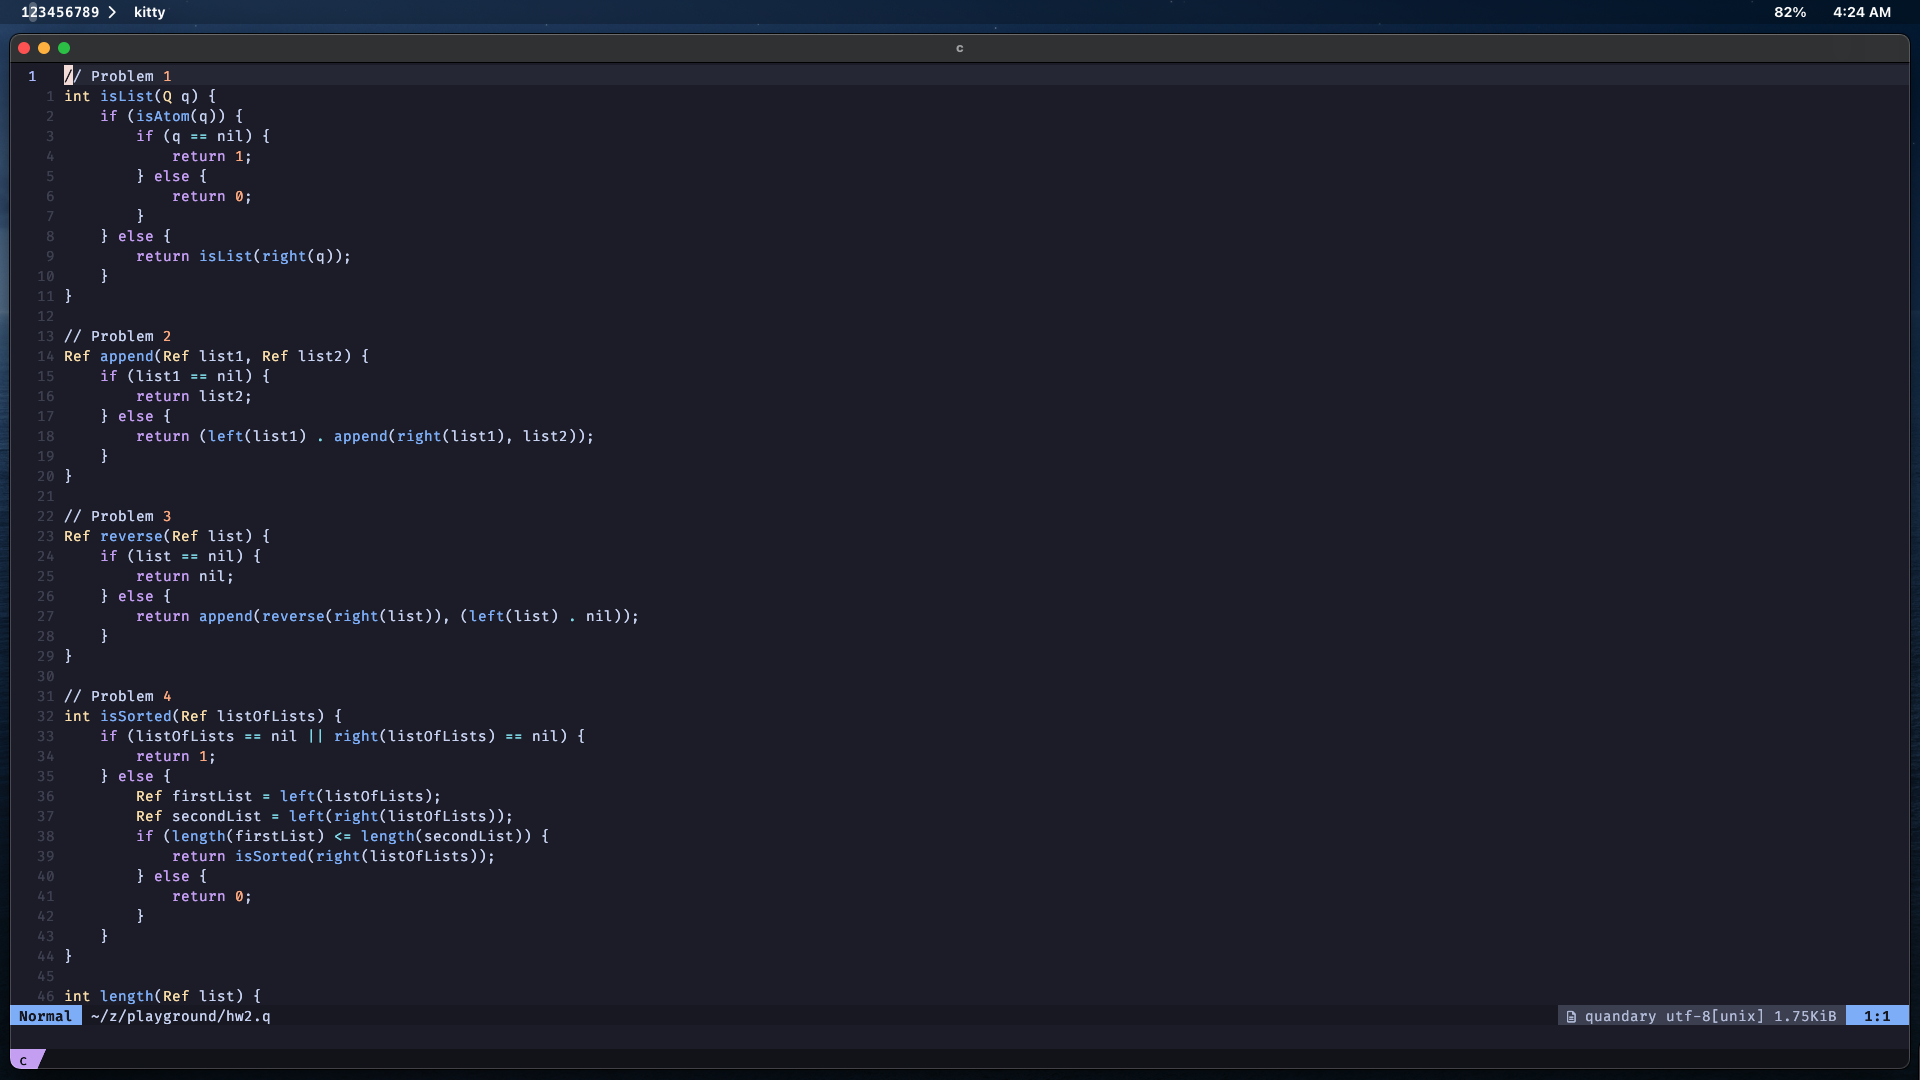 123456789 > kitty 82% 4:24 AM
c
1 // Problem 1
1 int isList(Q q) {
2 if (isAtom(q)) {
3 if (q == nil) {
4 return 1;
5 } else {
6 return 0;
7 }
8 } else {
9 return isList(right(q));
10 }
11 }
12
13 // Problem 2
14 Ref append(Ref list1, Ref list2) {
15 if (list1 == nil) {
16 return list2;
17 } else {
18 return (left(list1) . append(right(list1), list2));
19 }
20 }
21
22 // Problem 3
23 Ref reverse(Ref list) {
24 if (list == nil) {
25 return nil;
26 } else {
27 return append(reverse(right(list)), (left(list) . nil));
28 }
29 }
30
31 // Problem 4
32 int isSorted(Ref listOfLists) {
33 if (listOfLists == nil || right(listOfLists) == nil) {
34 return 1;
35 } else {
36 Ref firstList = left(listOfLists);
37 Ref secondList = left(right(listOfLists));
38 if (length(firstList) <= length(secondList)) {
39 return isSorted(right(listOfLists));
40 } else {
41 return 0;
42 }
43 }
44 }
45
46 int length(Ref list) {
Normal ~/z/playground/hw2.q quandary utf-8[unix] 1.75KiB 1:1
c